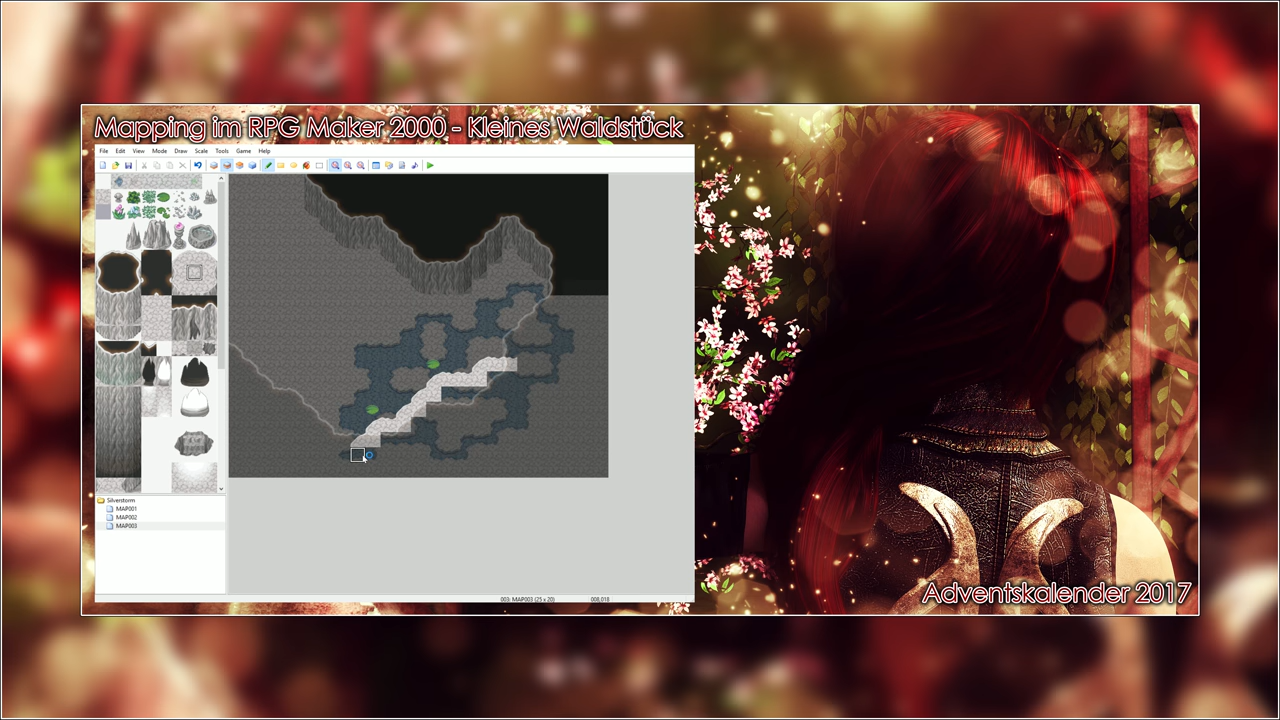 Mapping im RPG Maker 2000 - Kleines Waldstück
File Edit View Mode Draw Scale Tools Game Help
Silverstorm
MAP001
MAP002
MAP003
003: MAP003 (25 x 20) 008,018
Adventskalender 2017